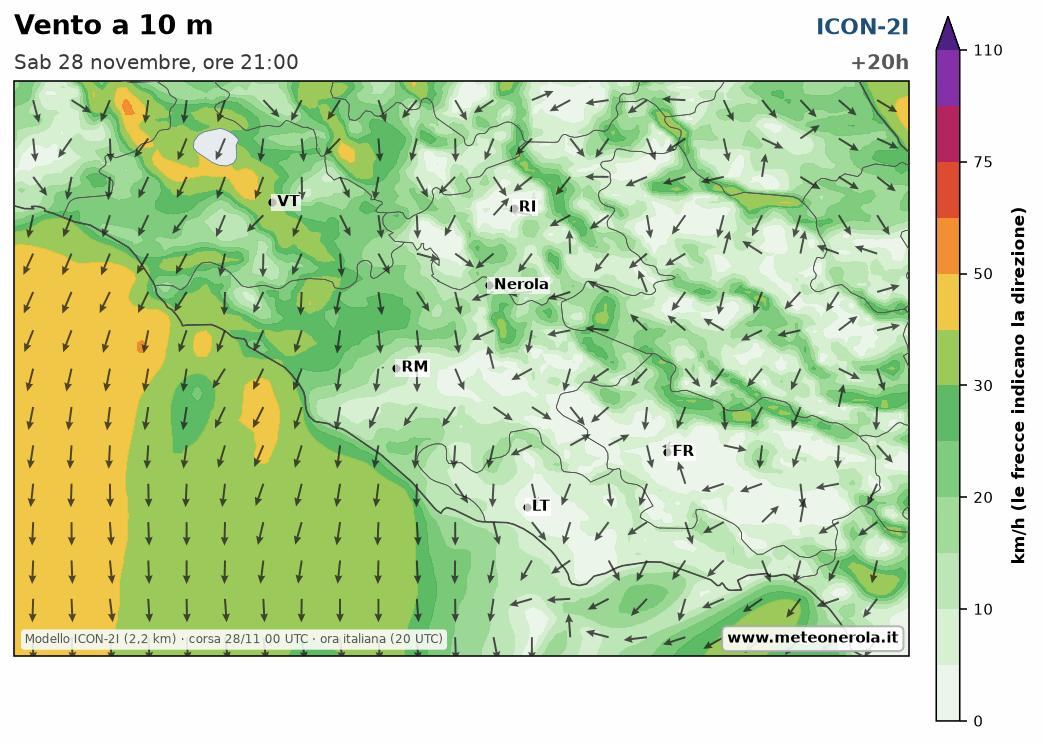 Vento a 10 m
ICON-2I
Sab 28 novembre, ore 21:00
+20h
110
75
50
30
20
10
0
km/h (le frecce indicano la direzione)
VT
RI
Nerola
RM
FR
LT
Modello ICON-2I (2,2 km) · corsa 28/11 00 UTC · ora italiana (20 UTC)
www.meteonerola.it